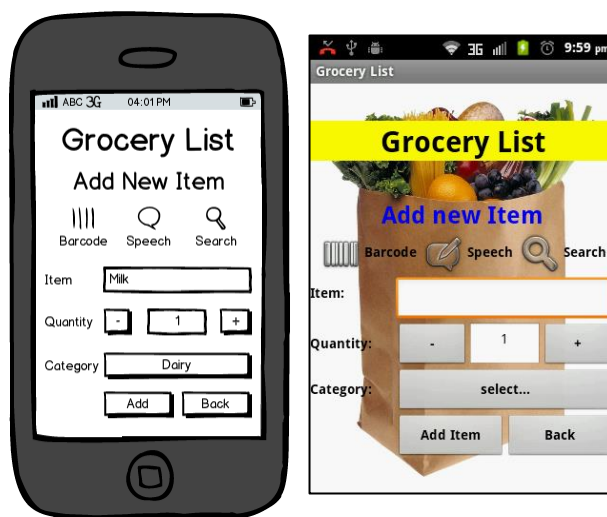 ABC 3G 04:01 PM
Grocery List
Add New Item
Barcode Speech Search
Item Milk
Quantity - 1 +
Category Dairy
Add Back
3G 9:59 pm
Grocery List
Grocery List
Add new Item
Barcode Speech Search
Item:
Quantity: - 1 +
Category: select...
Add Item Back